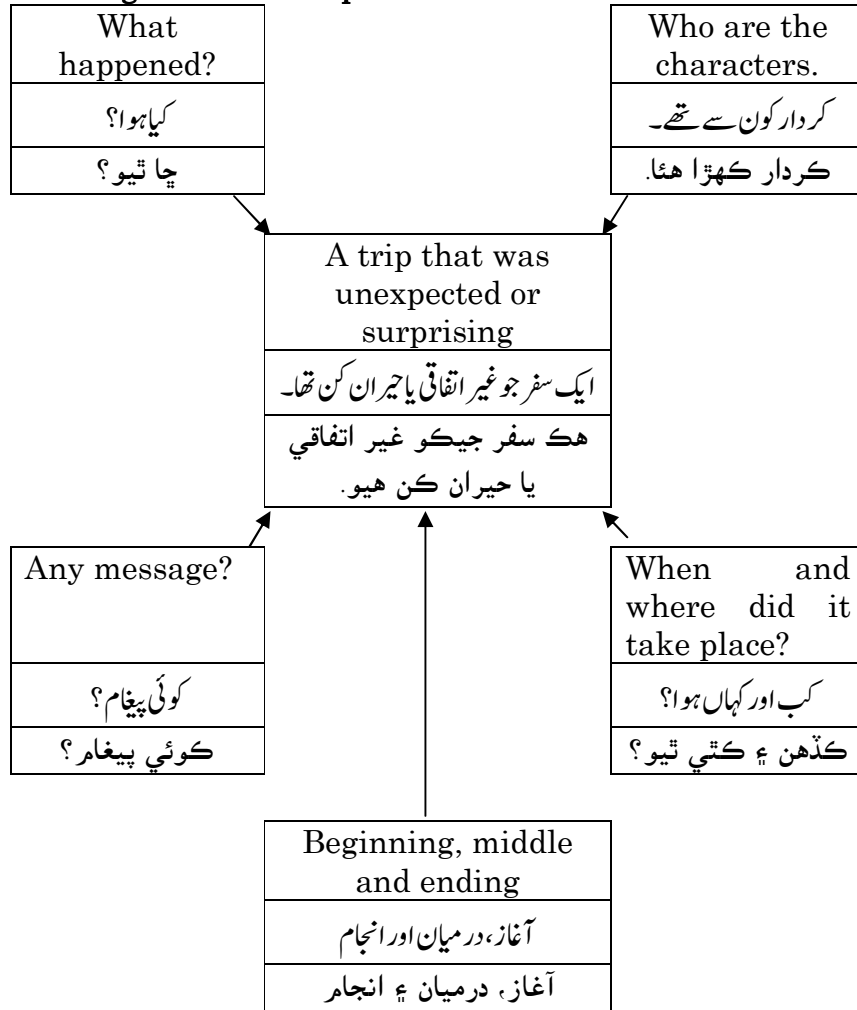 What
happened?
کیا ہوا؟
ڇا ٿيو؟
Who are the
characters.
کردار کون سے تھے۔
ڪردار ڪهڙا هئا.
A trip that was
unexpected or
surprising
ایک سفر جو غیر اتفاقی یا حیران کن تھا۔
هڪ سفر جيڪو غير اتفاقي
يا حيران ڪن هيو.
Any message?
کوئی پیغام؟
ڪوئي پيغام؟
When and
where did it
take place?
کب اور کہاں ہوا؟
ڪڏهن ۽ ڪٿي ٿيو؟
Beginning, middle
and ending
آغاز، درمیان اور انجام
آغاز، درميان ۽ انجام